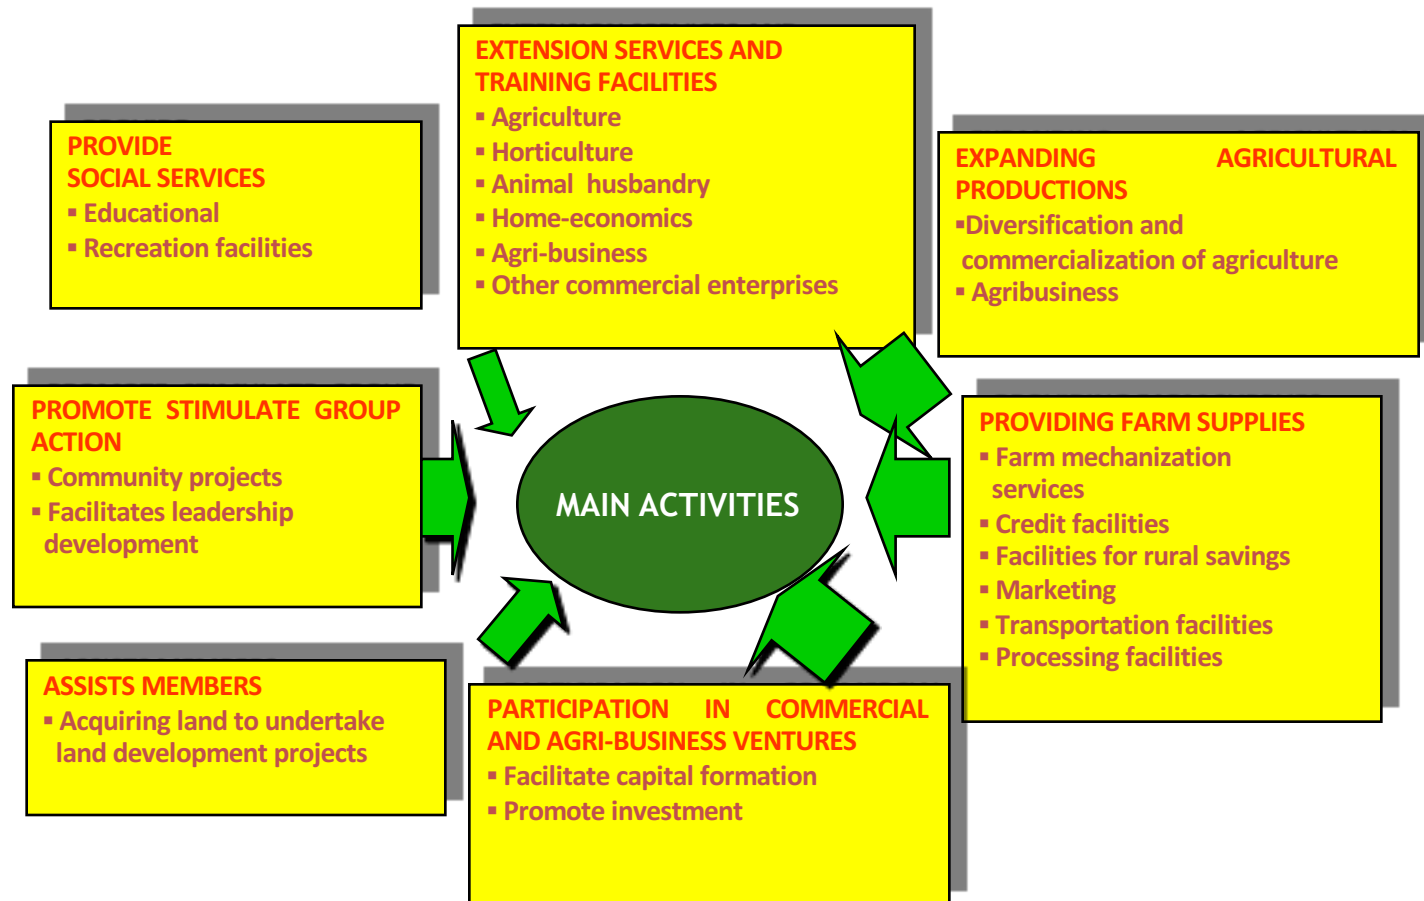 EXTENSION SERVICES AND
TRAINING FACILITIES
▪ Agriculture
▪ Horticulture
▪ Animal husbandry
▪ Home-economics
▪ Agri-business
▪ Other commercial enterprises
PROVIDE
SOCIAL SERVICES
▪ Educational
▪ Recreation facilities
EXPANDING AGRICULTURAL
PRODUCTIONS
▪Diversification and
commercialization of agriculture
▪ Agribusiness
PROMOTE STIMULATE GROUP
ACTION
▪ Community projects
▪ Facilitates leadership
development
MAIN ACTIVITIES
PROVIDING FARM SUPPLIES
▪ Farm mechanization
services
▪ Credit facilities
▪ Facilities for rural savings
▪ Marketing
▪ Transportation facilities
▪ Processing facilities
ASSISTS MEMBERS
▪ Acquiring land to undertake
land development projects
PARTICIPATION IN COMMERCIAL
AND AGRI-BUSINESS VENTURES
▪ Facilitate capital formation
▪ Promote investment